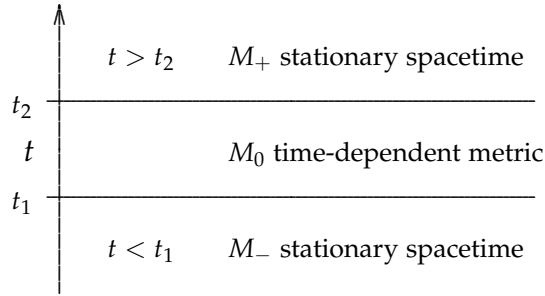 t > t₂ M₊ stationary spacetime
t₂
t M₀ time-dependent metric
t₁
t < t₁ M₋ stationary spacetime